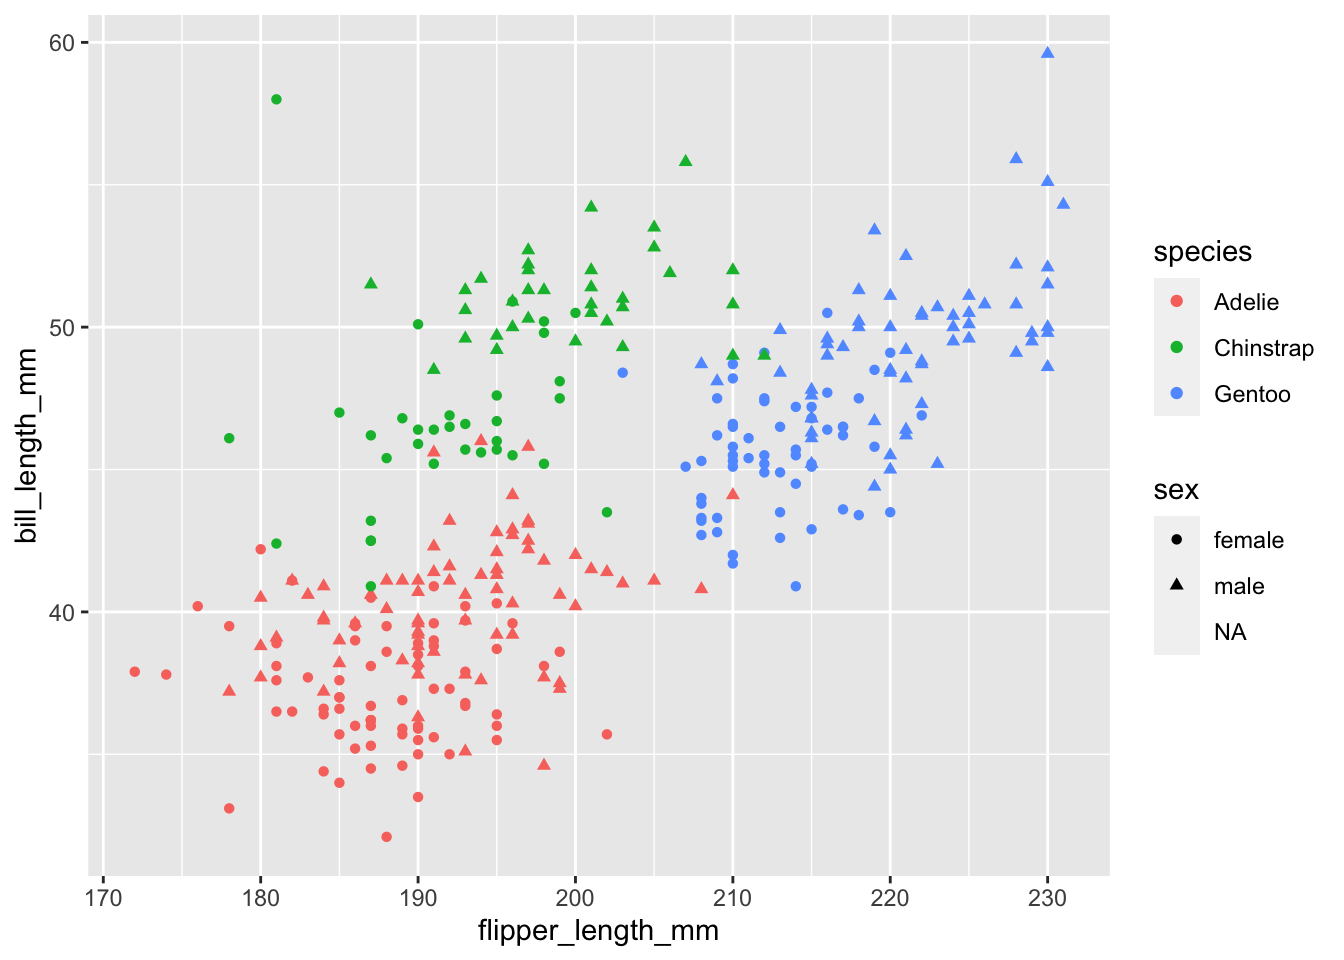 60
50
40
170 180 190 200 210 220 230
flipper_length_mm
bill_length_mm
species
Adelie
Chinstrap
Gentoo
sex
female
male
NA